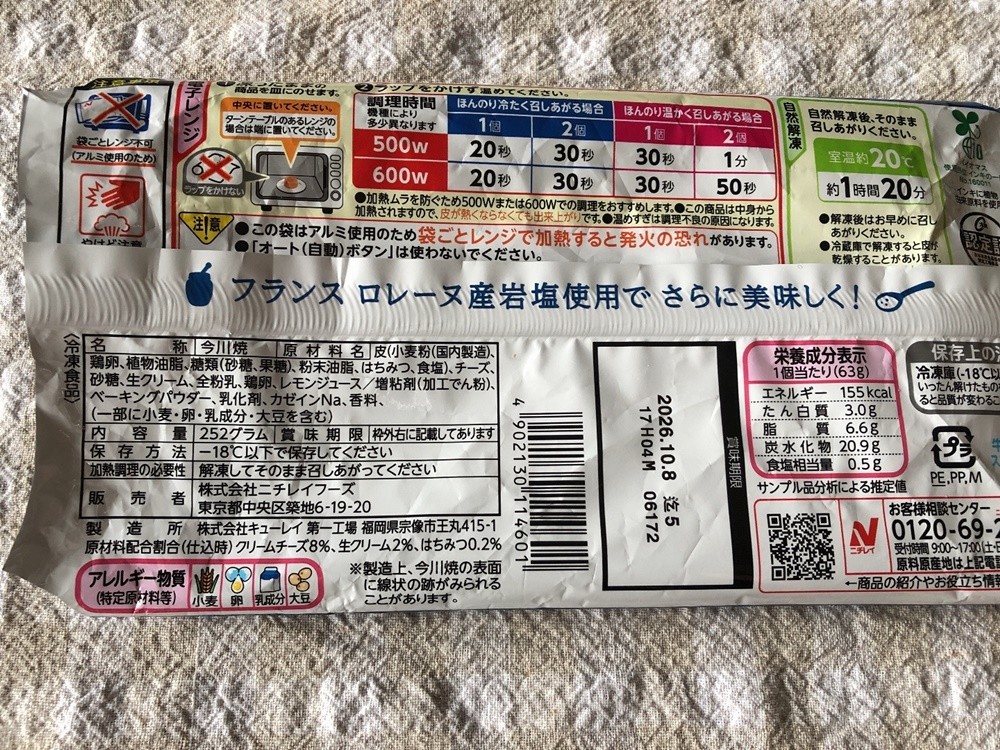 袋ごとレンジ不可
(アルミ使用のため)
子レンジ
商品を皿にのせます。
中央に置いてください。
ターンテーブルのあるレンジの
場合は端に置いてください。
ラップをかけない
❷ラップをかけず温めてください。
調理時間
機種により
多少異なります
ほんのり冷たく召しあがる場合
ほんのり温かく召しあがる場合
1個 2個 1個 2個
500w 20秒 30秒 30秒 1分
600w 20秒 30秒 30秒 50秒
●加熱ムラを防ぐため500Wまたは600Wでの調理をおすすめします。●この商品は中身から
加熱されますので、皮が熱くならなくても出来上がりです。●温めすぎは調理不良の原因になります。
注意
●この袋はアルミ使用のため袋ごとレンジで加熱すると発火の恐れがあります。
●「オート(自動)ボタン」は使わないでください。
自然解凍
自然解凍後、そのまま
召しあがりください。
室温約20℃
約1時間20分
●解凍後はお早めに召し
あがりください。
●冷蔵庫で解凍すると皮が
乾燥することがあります。
フランス ロレーヌ産岩塩使用で さらに美味しく!
〈冷凍食品〉
名称 今川焼 原材料名 皮(小麦粉(国内製造)、
鶏卵、植物油脂、糖類(砂糖、果糖)、粉末油脂、はちみつ、食塩)、チーズ、
砂糖、生クリーム、全粉乳、鶏卵、レモンジュース/増粘剤(加工でん粉)、
ベーキングパウダー、乳化剤、カゼインNa、香料、
(一部に小麦・卵・乳成分・大豆を含む)
内容量 252グラム 賞味期限 枠外右に記載してあります
保存方法 -18℃以下で保存してください
加熱調理の必要性 解凍してそのまま召しあがってください
販売者 株式会社ニチレイフーズ
東京都中央区築地6-19-20
製造所 株式会社キューレイ 第一工場 福岡県宗像市王丸415-1
原材料配合割合(仕込時) クリームチーズ8%、生クリーム2%、はちみつ0.2%
アレルギー物質
(特定原材料等)
小麦 卵 乳成分 大豆
※製造上、今川焼の表面
に線状の跡がみられる
ことがあります。
4 902130 114601
賞味期限
2026.10.8 迄5
17H04M 06172
栄養成分表示
1個当たり(63g)
エネルギー 155kcal
たん白質 3.0g
脂質 6.6g
炭水化物 20.9g
食塩相当量 0.5g
サンプル品分析による推定値
保存上の
冷凍庫(-18℃以
いったん解けたもの
ると品質が変わるこ
プラ
PE,PP,M
ニチレイ
お客様相談センター
0120-69-
受付時間 9:00~17:00
原料原産地は上記電
←商品の紹介やお役立ち情